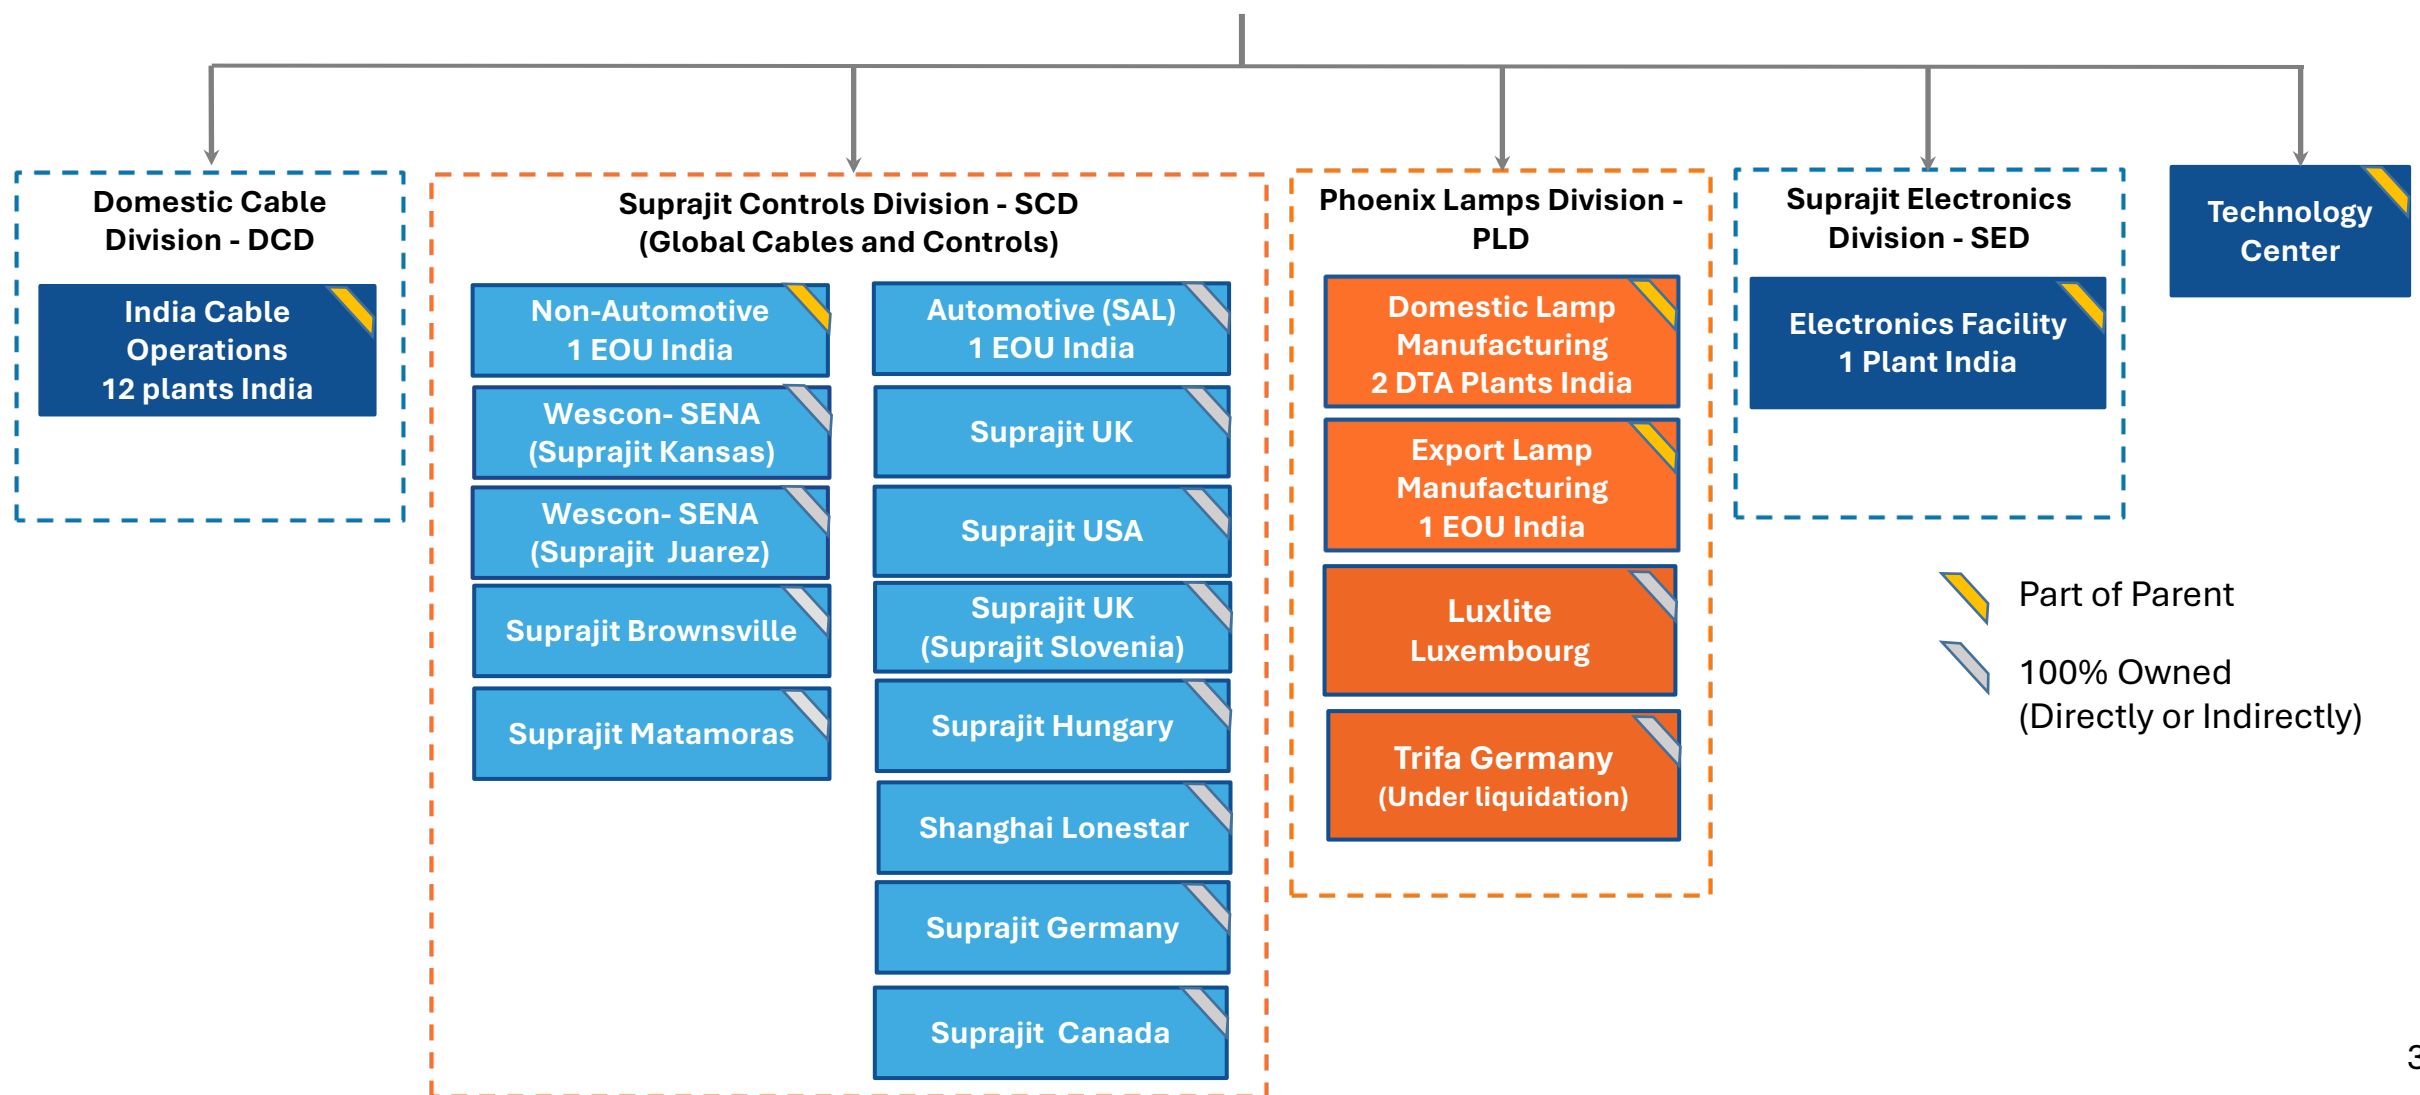 Domestic Cable
Division - DCD
India Cable
Operations
12 plants India
Suprajit Controls Division - SCD
(Global Cables and Controls)
Non-Automotive
1 EOU India
Wescon- SENA
(Suprajit Kansas)
Wescon- SENA
(Suprajit  Juarez)
Suprajit Brownsville
Suprajit Matamoras
Automotive (SAL)
1 EOU India
Suprajit UK
Suprajit USA
Suprajit UK
(Suprajit Slovenia)
Suprajit Hungary
Shanghai Lonestar
Suprajit Germany
Suprajit  Canada
Phoenix Lamps Division -
PLD
Domestic Lamp
Manufacturing
2 DTA Plants India
Export Lamp
Manufacturing
1 EOU India
Luxlite
Luxembourg
Trifa Germany
(Under liquidation)
Suprajit Electronics
Division - SED
Electronics Facility
1 Plant India
Technology
Center
Part of Parent
100% Owned
(Directly or Indirectly)
3